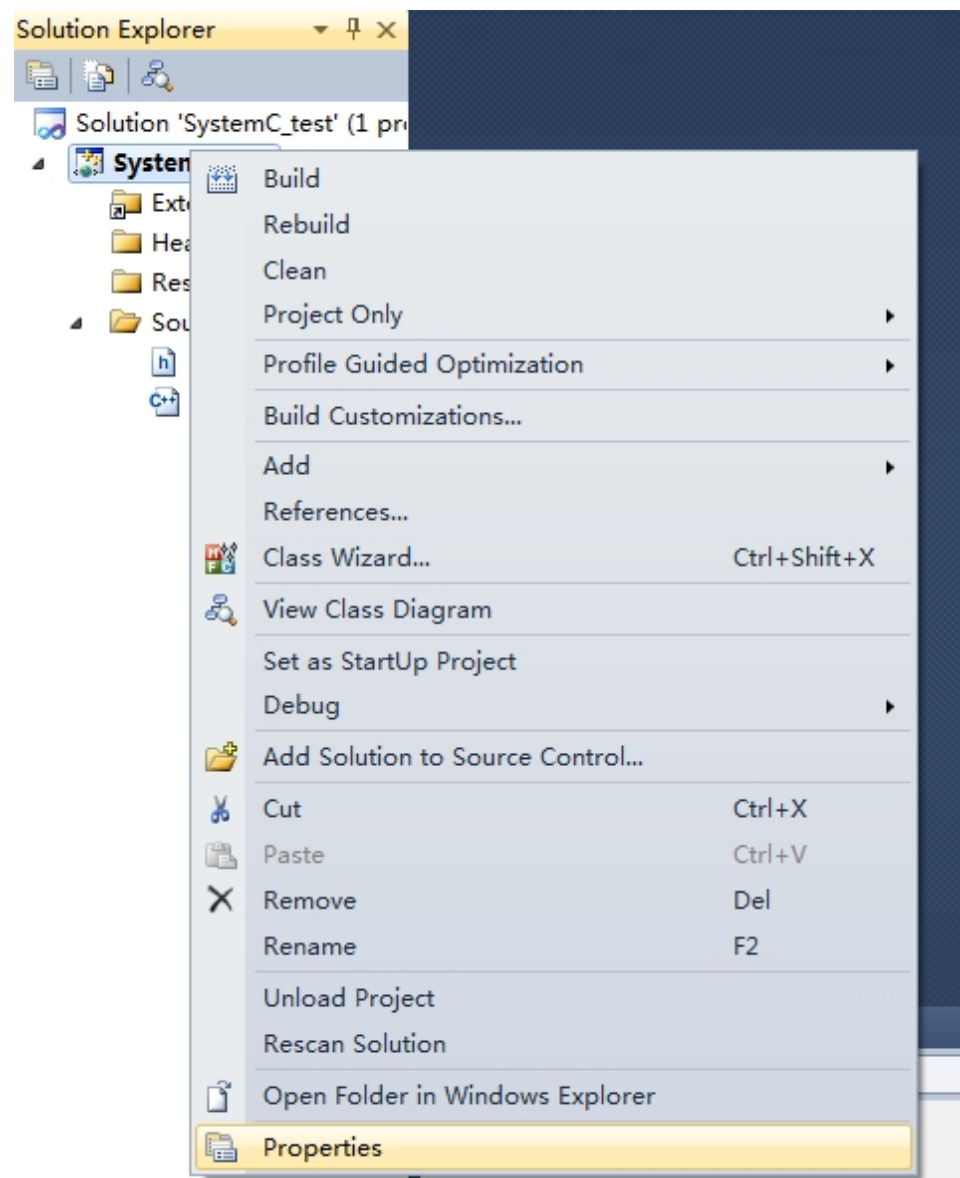 Solution Explorer
Solution 'SystemC_test' (1 pr
System
Ext
Hea
Res
Sou
h
C++
Build
Rebuild
Clean
Project Only
Profile Guided Optimization
Build Customizations...
Add
References...
Class Wizard... Ctrl+Shift+X
View Class Diagram
Set as StartUp Project
Debug
Add Solution to Source Control...
Cut Ctrl+X
Paste Ctrl+V
Remove Del
Rename F2
Unload Project
Rescan Solution
Open Folder in Windows Explorer
Properties